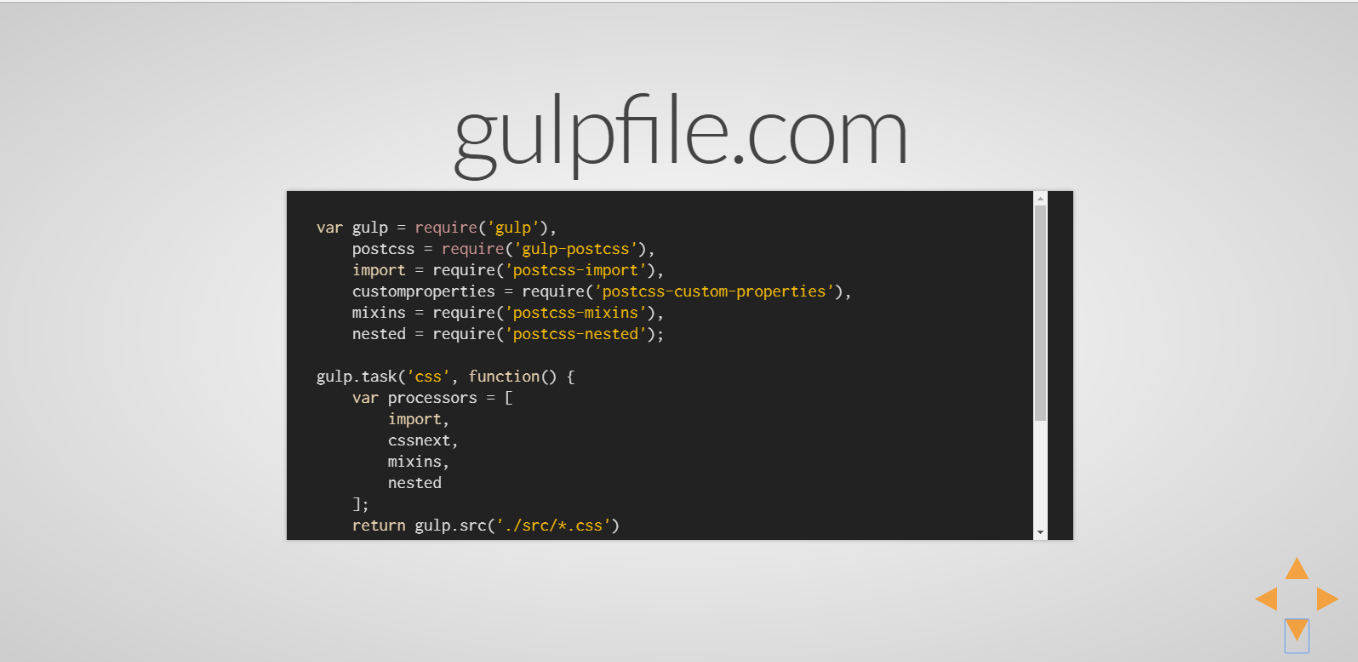 gulpfile.com
var gulp = require('gulp'),
    postcss = require('gulp-postcss'),
    import = require('postcss-import'),
    customproperties = require('postcss-custom-properties'),
    mixins = require('postcss-mixins'),
    nested = require('postcss-nested');
gulp.task('css', function() {
    var processors = [
        import,
        cssnext,
        mixins,
        nested
    ];
    return gulp.src('./src/*.css')